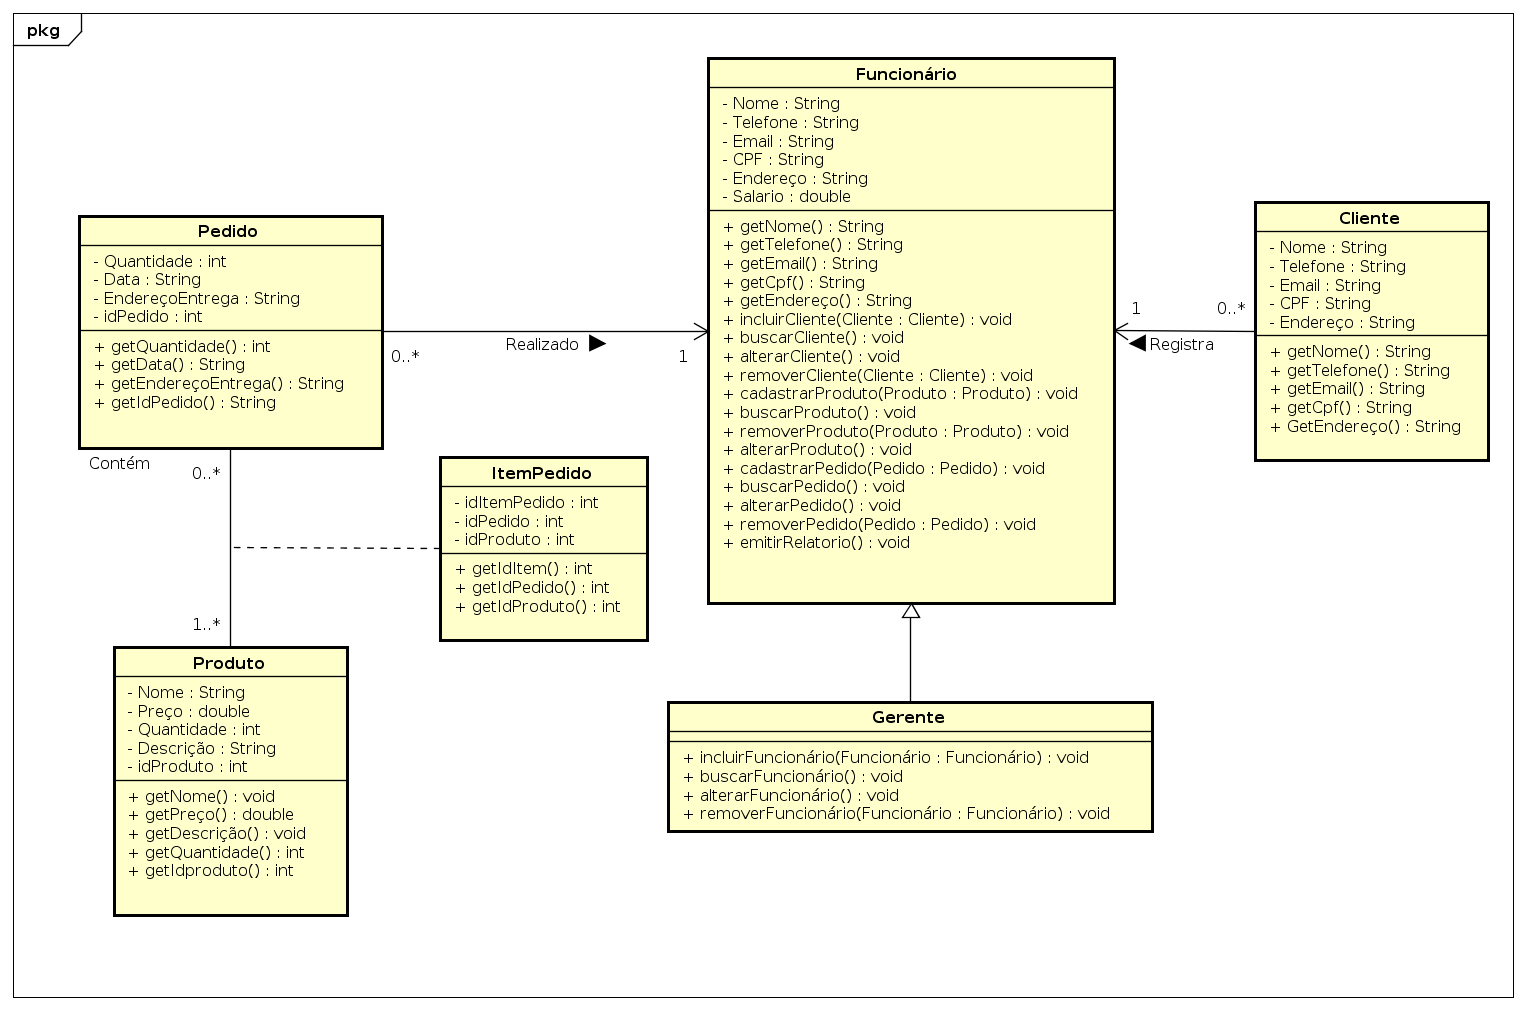 pkg
Funcionário
- Nome : String
- Telefone : String
- Email : String
- CPF : String
- Endereço : String
- Salario : double
+ getNome() : String
+ getTelefone() : String
+ getEmail() : String
+ getCpf() : String
+ getEndereço() : String
+ incluirCliente(Cliente : Cliente) : void
+ buscarCliente() : void
+ alterarCliente() : void
+ removerCliente(Cliente : Cliente) : void
+ cadastrarProduto(Produto : Produto) : void
+ buscarProduto() : void
+ removerProduto(Produto : Produto) : void
+ alterarProduto() : void
+ cadastrarPedido(Pedido : Pedido) : void
+ buscarPedido() : void
+ alterarPedido() : void
+ removerPedido(Pedido : Pedido) : void
+ emitirRelatorio() : void
Cliente
- Nome : String
- Telefone : String
- Email : String
- CPF : String
- Endereço : String
+ getNome() : String
+ getTelefone() : String
+ getEmail() : String
+ getCpf() : String
+ GetEndereço() : String
1
0..*
Registra
Pedido
- Quantidade : int
- Data : String
- EndereçoEntrega : String
- idPedido : int
+ getQuantidade() : int
+ getData() : String
+ getEndereçoEntrega() : String
+ getIdPedido() : String
0..*
Realizado
1
Contém
0..*
1..*
ItemPedido
- idItemPedido : int
- idPedido : int
- idProduto : int
+ getIdItem() : int
+ getIdPedido() : int
+ getIdProduto() : int
Produto
- Nome : String
- Preço : double
- Quantidade : int
- Descrição : String
- idProduto : int
+ getNome() : void
+ getPreço() : double
+ getDescrição() : void
+ getQuantidade() : int
+ getIdproduto() : int
Gerente
+ incluirFuncionário(Funcionário : Funcionário) : void
+ buscarFuncionário() : void
+ alterarFuncionário() : void
+ removerFuncionário(Funcionário : Funcionário) : void